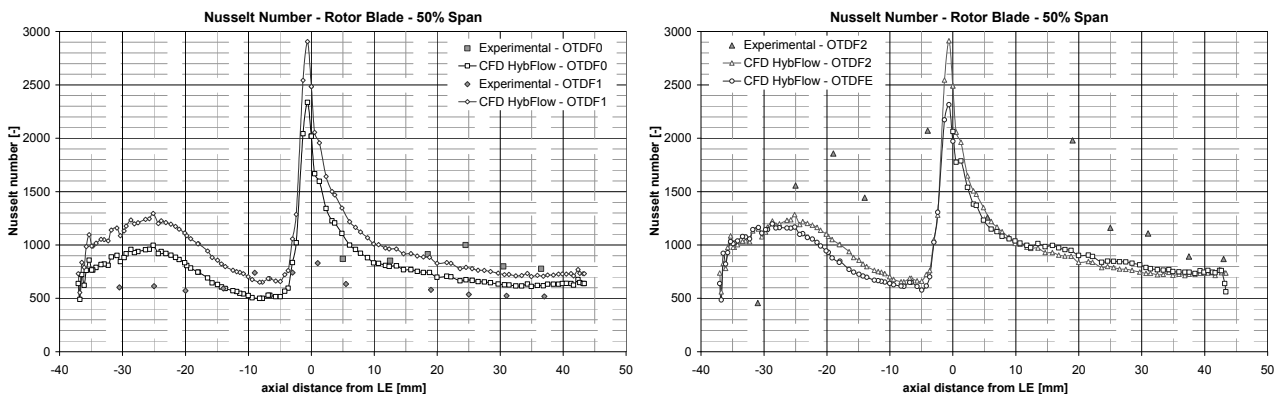 Nusselt Number - Rotor Blade - 50% Span
3000
2500
2000
1500
1000
500
0
Nusselt number [-]
Experimental - OTDF0
CFD HybFlow - OTDF0
Experimental - OTDF1
CFD HybFlow - OTDF1
-40 -30 -20 -10 0 10 20 30 40 50
axial distance from LE [mm]
Nusselt Number - Rotor Blade - 50% Span
3000
2500
2000
1500
1000
500
0
Nusselt number [-]
Experimental - OTDF2
CFD HybFlow - OTDF2
CFD HybFlow - OTDFE
-40 -30 -20 -10 0 10 20 30 40 50
axial distance from LE [mm]